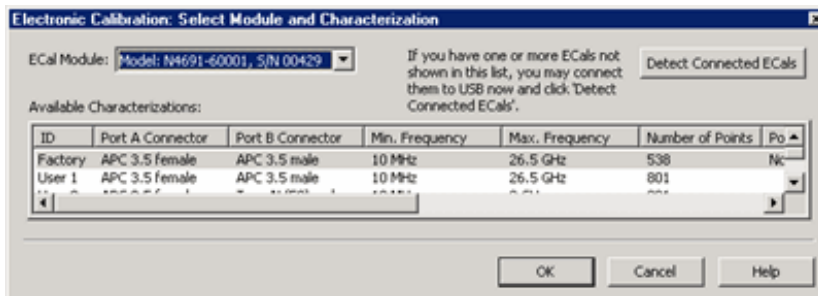 Electronic Calibration: Select Module and Characterization
ECal Module: Model: N4691-60001, S/N 00429
If you have one or more ECals not
shown in this list, you may connect
them to USB now and click 'Detect
Connected ECals'.
Detect Connected ECals
Available Characterizations:
ID Port A Connector Port B Connector Min. Frequency Max. Frequency Number of Points Po
Factory APC 3.5 female APC 3.5 male 10 MHz 26.5 GHz 538 Nc
User 1 APC 3.5 female APC 3.5 male 10 MHz 26.5 GHz 801
OK Cancel Help